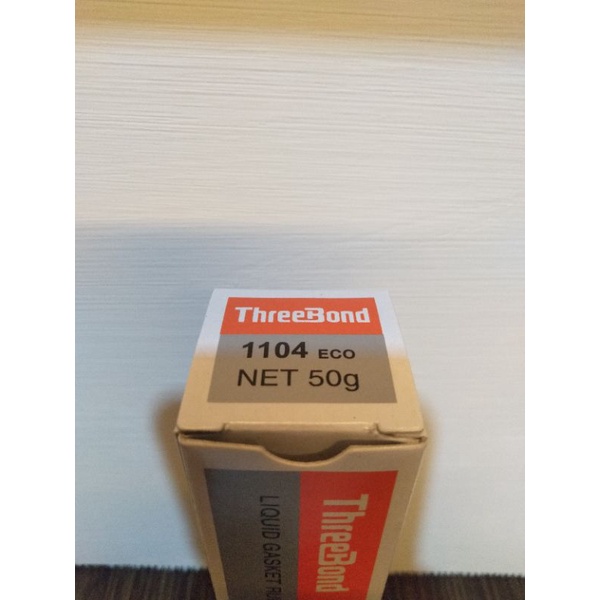 ThreeBond
1104 ECO
NET 50g
ThreeBond
LIQUID GASKET